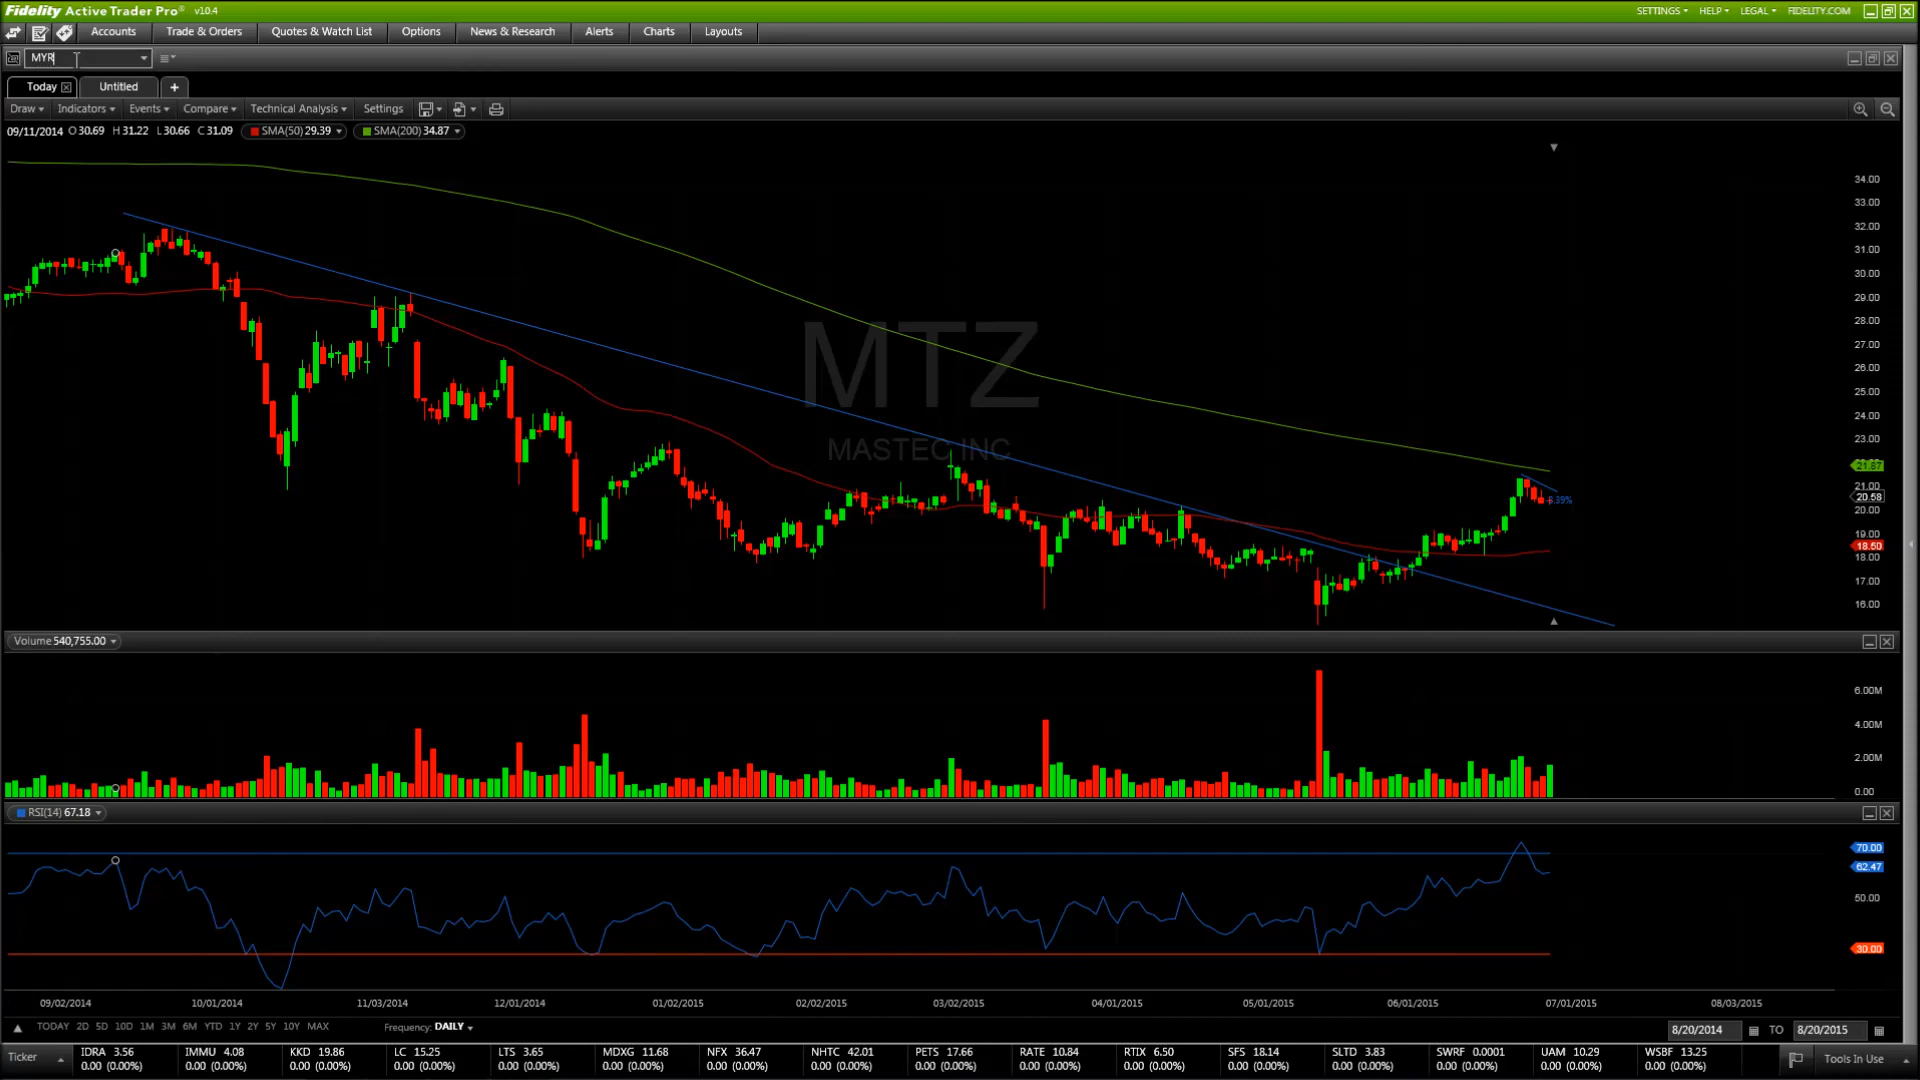 Fidelity Active Trader Pro® v10.4 SETTINGS HELP LEGAL FIDELITY.COM
Accounts Trade & Orders Quotes & Watch List Options News & Research Alerts Charts Layouts
MYR
Today Untitled +
Draw Indicators Events Compare Technical Analysis Settings
09/11/2014 O 30.69 H 31.22 L 30.66 C 31.09 SMA(50) 29.39 SMA(200) 34.87
34.00
33.00
32.00
31.00
30.00
29.00
28.00
27.00
26.00
25.00
24.00
23.00
21.87
21.00
20.58
20.00
19.00
18.50
18.00
17.00
16.00
MTZ
MASTEC INC
Volume 540,755.00
6.00M
4.00M
2.00M
0.00
RSI(14) 67.18
70.00
62.47
50.00
30.00
09/02/2014 10/01/2014 11/03/2014 12/01/2014 01/02/2015 02/02/2015 03/02/2015 04/01/2015 05/01/2015 06/01/2015 07/01/2015 08/03/2015
TODAY 2D 5D 10D 1M 3M 6M YTD 1Y 2Y 5Y 10Y MAX Frequency: DAILY 8/20/2014 TO 8/20/2015
Ticker IDRA 3.56 IMMU 4.08 KKD 19.86 LC 15.25 LTS 3.65 MDXG 11.68 NFX 36.47 NHTC 42.01 PETS 17.66 RATE 10.84 RTIX 6.50 SFS 18.14 SLTD 3.83 SWRF 0.0001 UAM 10.29 WSBF 13.25 Tools In Use
0.00 (0.00%) 0.00 (0.00%) 0.00 (0.00%) 0.00 (0.00%) 0.00 (0.00%) 0.00 (0.00%) 0.00 (0.00%) 0.00 (0.00%) 0.00 (0.00%) 0.00 (0.00%) 0.00 (0.00%) 0.00 (0.00%) 0.00 (0.00%) 0.00 (0.00%) 0.00 (0.00%) 0.00 (0.00%)